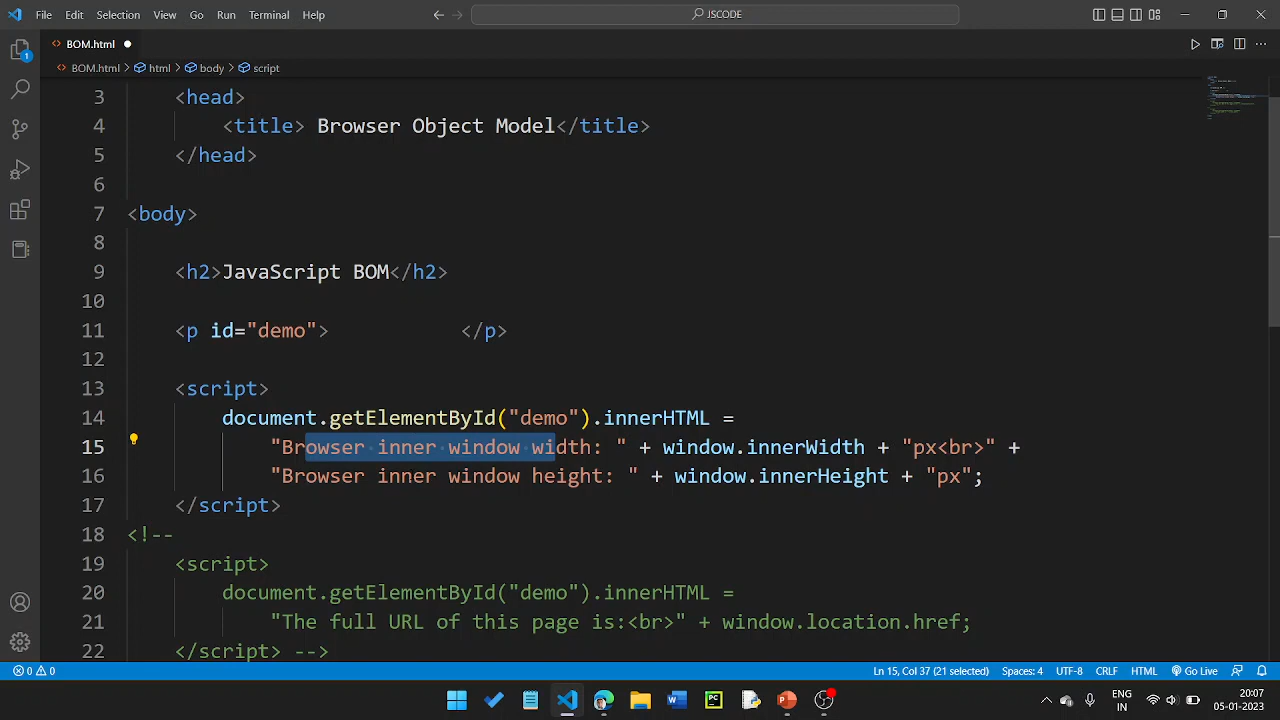 File Edit Selection View Go Run Terminal Help JSCODE
BOM.html
BOM.html html body script
3 <head>
4 <title> Browser Object Model</title>
5 </head>
6
7 <body>
8
9 <h2>JavaScript BOM</h2>
10
11 <p id="demo"> </p>
12
13 <script>
14 document.getElementById("demo").innerHTML =
15 "Browser inner window width: " + window.innerWidth + "px<br>" +
16 "Browser inner window height: " + window.innerHeight + "px";
17 </script>
18 <!--
19 <script>
20 document.getElementById("demo").innerHTML =
21 "The full URL of this page is:<br>" + window.location.href;
22 </script> -->
1
0 0 Ln 15, Col 37 (21 selected) Spaces: 4 UTF-8 CRLF HTML Go Live
W PC P ENG 20:07
IN 05-01-2023